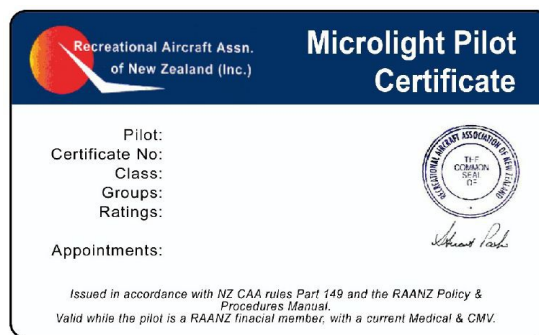 Recreational Aircraft Assn.
of New Zealand (Inc.)
Microlight Pilot
Certificate
Pilot:
Certificate No:
Class:
Groups:
Ratings:
Appointments:
RECREATIONAL AIRCRAFT ASSOCIATION OF NEW ZEALAND
THE
COMMON
SEAL
OF
Issued in accordance with NZ CAA rules Part 149 and the RAANZ Policy &
Procedures Manual.
Valid while the pilot is a RAANZ finacial member, with a current Medical & CMV.